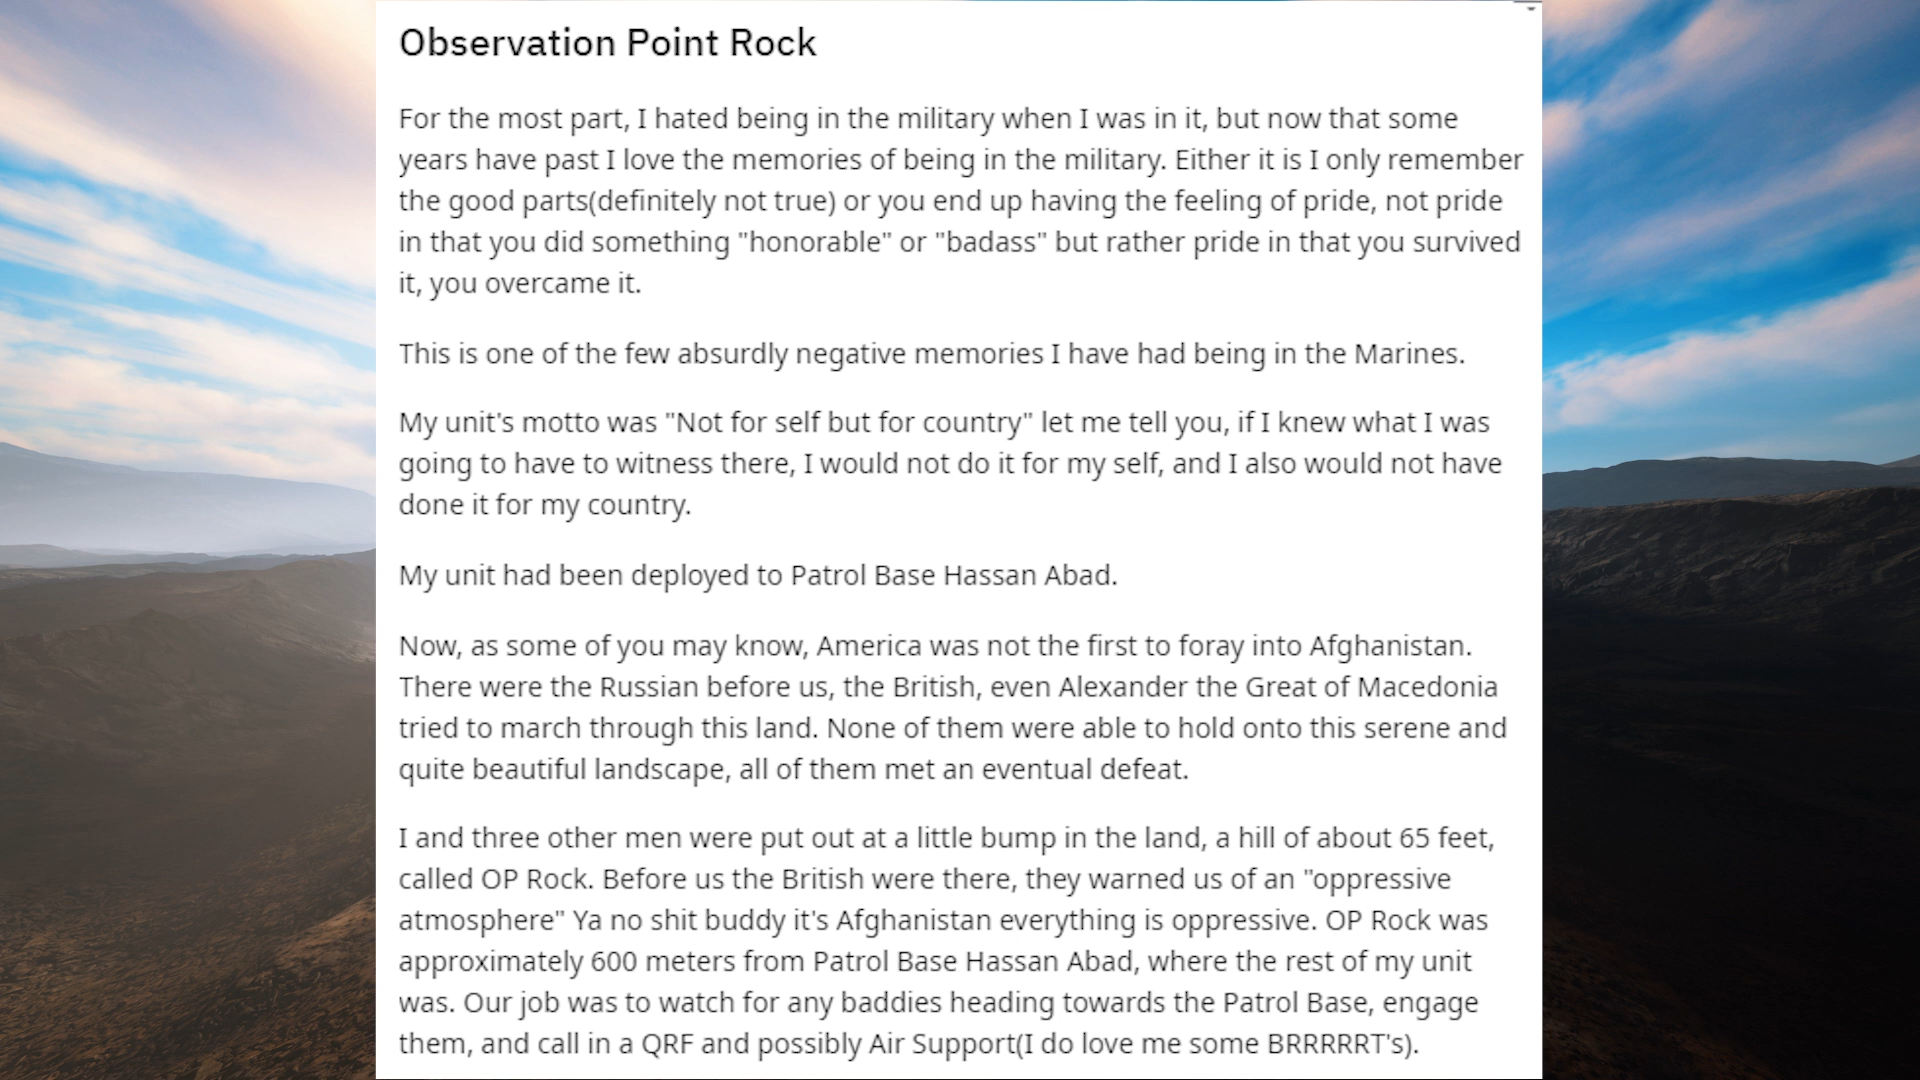 Observation Point Rock
For the most part, I hated being in the military when I was in it, but now that some
years have past I love the memories of being in the military. Either it is I only remember
the good parts(definitely not true) or you end up having the feeling of pride, not pride
in that you did something "honorable" or "badass" but rather pride in that you survived
it, you overcame it.
This is one of the few absurdly negative memories I have had being in the Marines.
My unit's motto was "Not for self but for country" let me tell you, if I knew what I was
going to have to witness there, I would not do it for my self, and I also would not have
done it for my country.
My unit had been deployed to Patrol Base Hassan Abad.
Now, as some of you may know, America was not the first to foray into Afghanistan.
There were the Russian before us, the British, even Alexander the Great of Macedonia
tried to march through this land. None of them were able to hold onto this serene and
quite beautiful landscape, all of them met an eventual defeat.
I and three other men were put out at a little bump in the land, a hill of about 65 feet,
called OP Rock. Before us the British were there, they warned us of an "oppressive
atmosphere" Ya no shit buddy it's Afghanistan everything is oppressive. OP Rock was
approximately 600 meters from Patrol Base Hassan Abad, where the rest of my unit
was. Our job was to watch for any baddies heading towards the Patrol Base, engage
them, and call in a QRF and possibly Air Support(I do love me some BRRRRRT's).